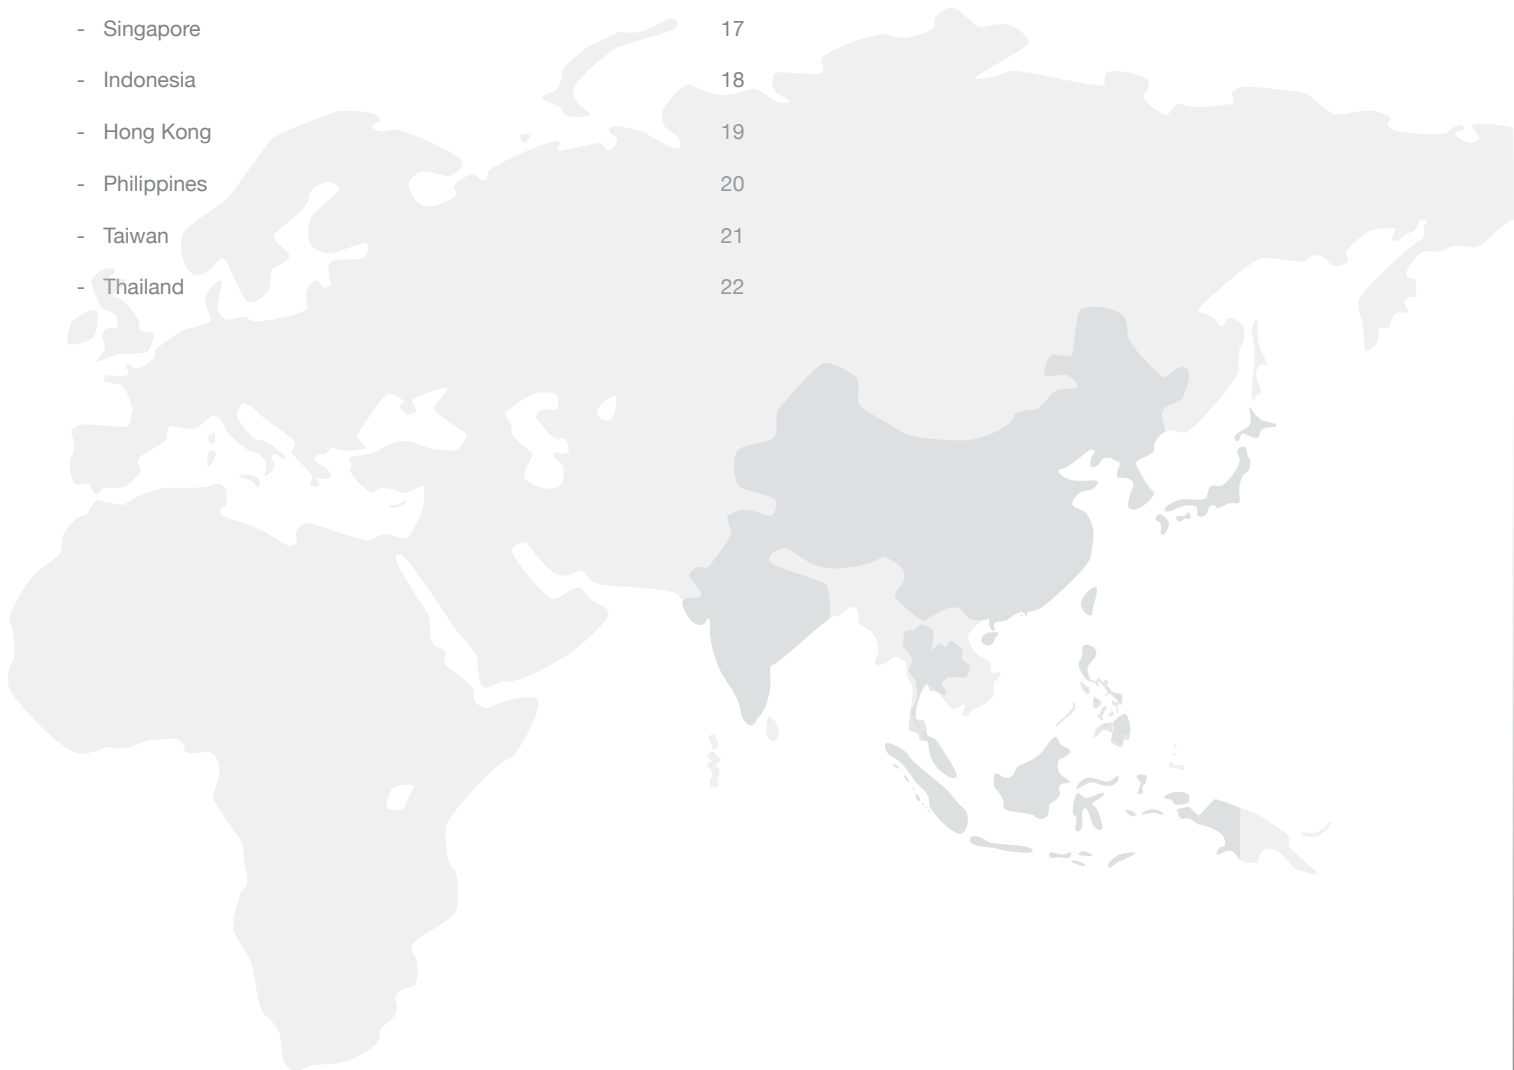 - Singapore 17
- Indonesia 18
- Hong Kong 19
- Philippines 20
- Taiwan 21
- Thailand 22